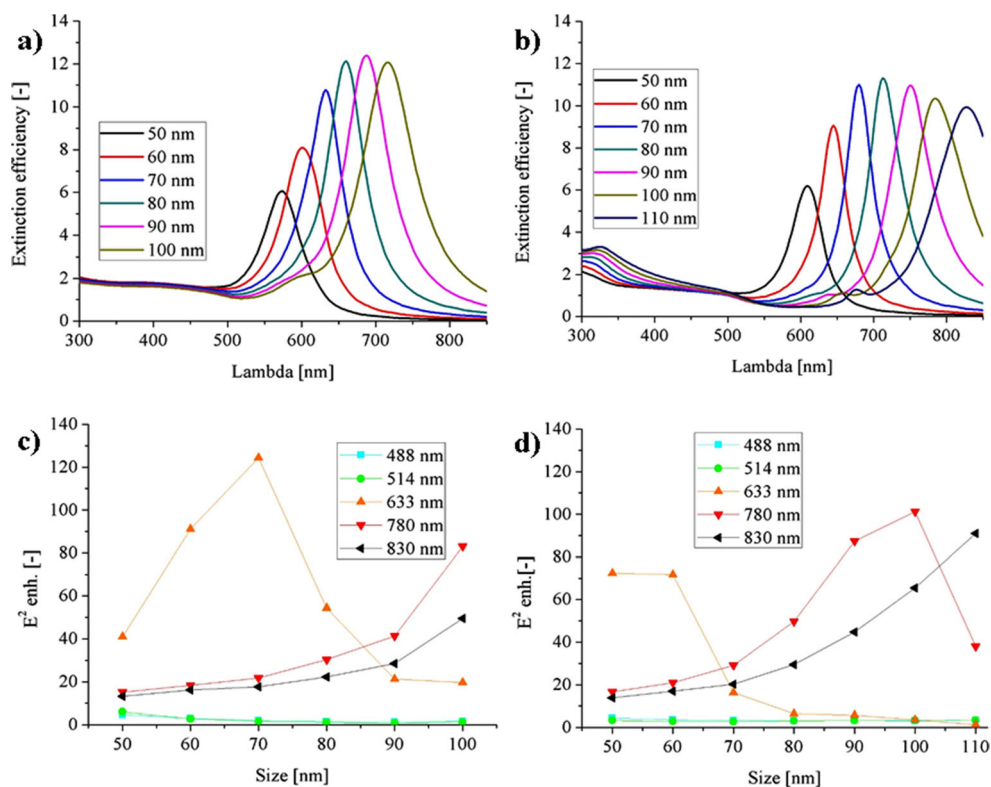 a)
14
12
10
8
6
4
2
0
Extinction efficiency [-]
50 nm
60 nm
70 nm
80 nm
90 nm
100 nm
300 400 500 600 700 800
Lambda [nm]
b)
14
12
10
8
6
4
2
0
Extinction efficiency [-]
50 nm
60 nm
70 nm
80 nm
90 nm
100 nm
110 nm
300 400 500 600 700 800
Lambda [nm]
c)
140
120
100
80
60
40
20
0
E² enh. [-]
488 nm
514 nm
633 nm
780 nm
830 nm
50 60 70 80 90 100
Size [nm]
d)
140
120
100
80
60
40
20
0
E² enh.[-]
488 nm
514 nm
633 nm
780 nm
830 nm
50 60 70 80 90 100 110
Size [nm]